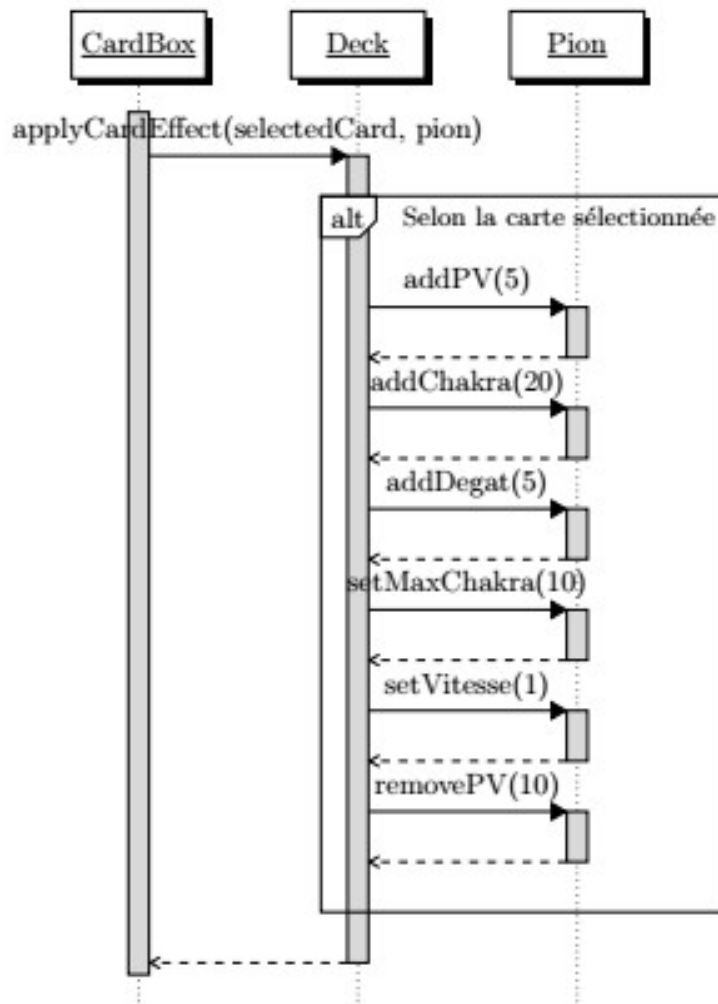 CardBox
Deck
Pion
applyCardEffect(selectedCard, pion)
alt
Selon la carte sélectionnée
addPV(5)
addChakra(20)
addDegat(5)
setMaxChakra(10)
setVitesse(1)
removePV(10)